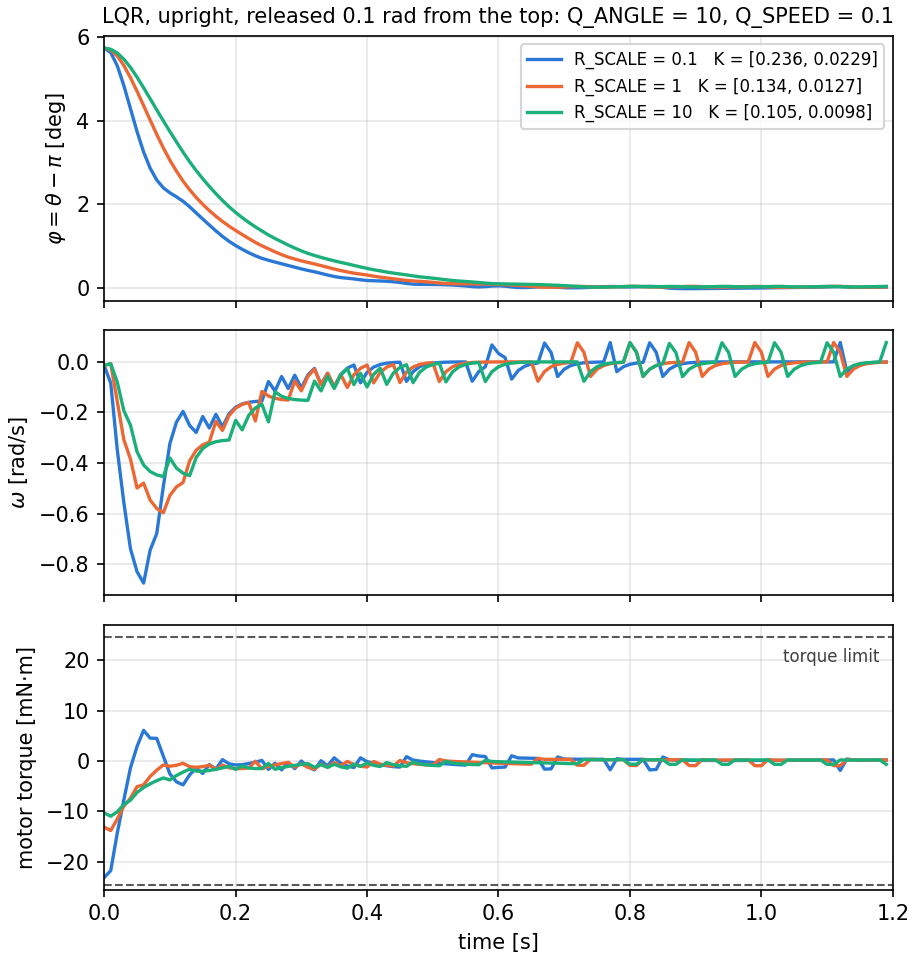 LQR, upright, released 0.1 rad from the top: Q_ANGLE = 10, Q_SPEED = 0.1
φ = θ − π [deg]
6
4
2
0
R_SCALE = 0.1 K = [0.236, 0.0229]
R_SCALE = 1 K = [0.134, 0.0127]
R_SCALE = 10 K = [0.105, 0.0098]
ω [rad/s]
0.0
−0.2
−0.4
−0.6
−0.8
motor torque [mN·m]
20
10
0
−10
−20
torque limit
0.0 0.2 0.4 0.6 0.8 1.0 1.2
time [s]